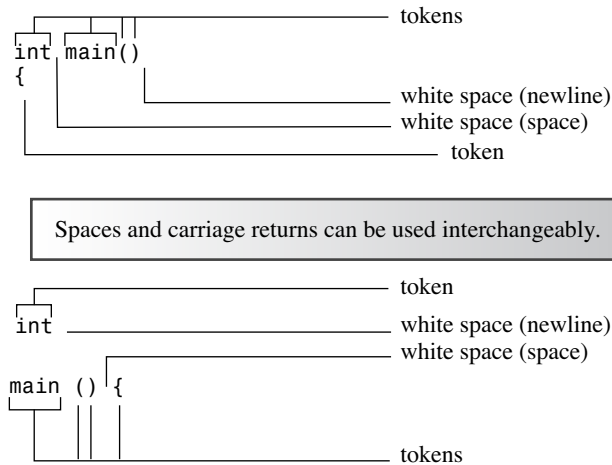 tokens
int main()
{
white space (newline)
white space (space)
token
Spaces and carriage returns can be used interchangeably.
token
int
white space (newline)
white space (space)
main () {
tokens